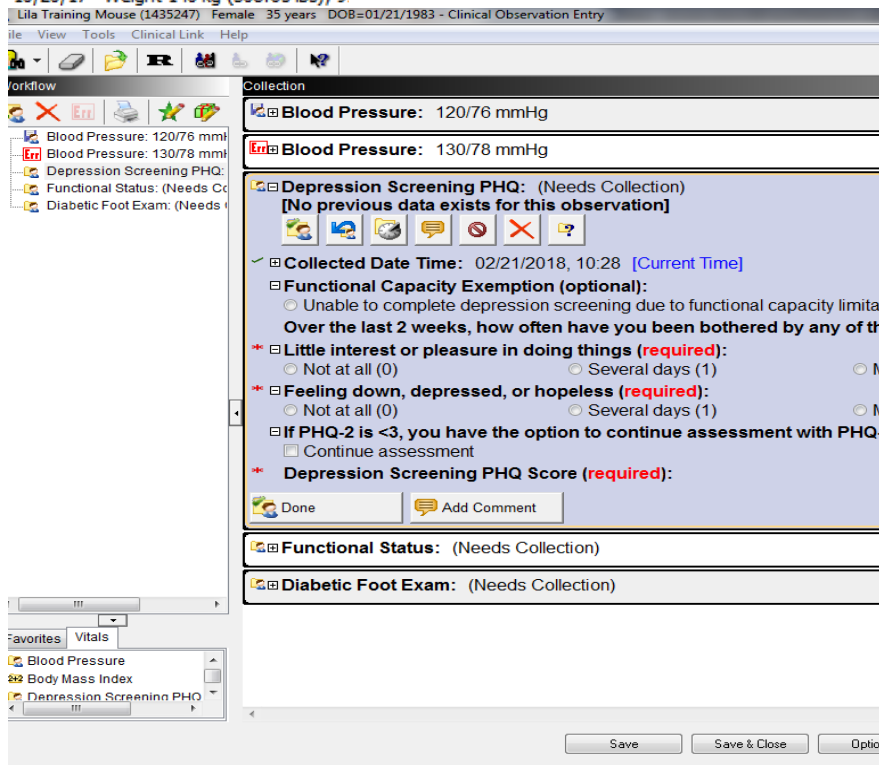 Lila Training Mouse (1435247) Female 35 years DOB=01/21/1983 - Clinical Observation Entry
View Tools Clinical Link Help
R
Workflow
Collection
Err
Blood Pressure: 120/76 mmHg
Err Blood Pressure: 130/78 mmHg
Blood Pressure: 120/76
Err Blood Pressure: 130/78
Depression Screening PHQ:
Functional Status: (Needs
Diabetic Foot Exam: (Needs
Depression Screening PHQ: (Needs Collection)
[No previous data exists for this observation]
Collected Date Time: 02/21/2018, 10:28 [Current Time]
Functional Capacity Exemption (optional):
Unable to complete depression screening due to functional capacity
Over the last 2 weeks, how often have you been bothered by any of
Little interest or pleasure in doing things (required):
Not at all (0) Several days (1)
Feeling down, depressed, or hopeless (required):
Not at all (0) Several days (1)
If PHQ-2 is <3, you have the option to continue assessment with PHQ-
Continue assessment
Depression Screening PHQ Score (required):
Done Add Comment
Functional Status: (Needs Collection)
Diabetic Foot Exam: (Needs Collection)
Favorites Vitals
Blood Pressure
2+2 Body Mass Index
Depression Screening PHQ
Save Save & Close